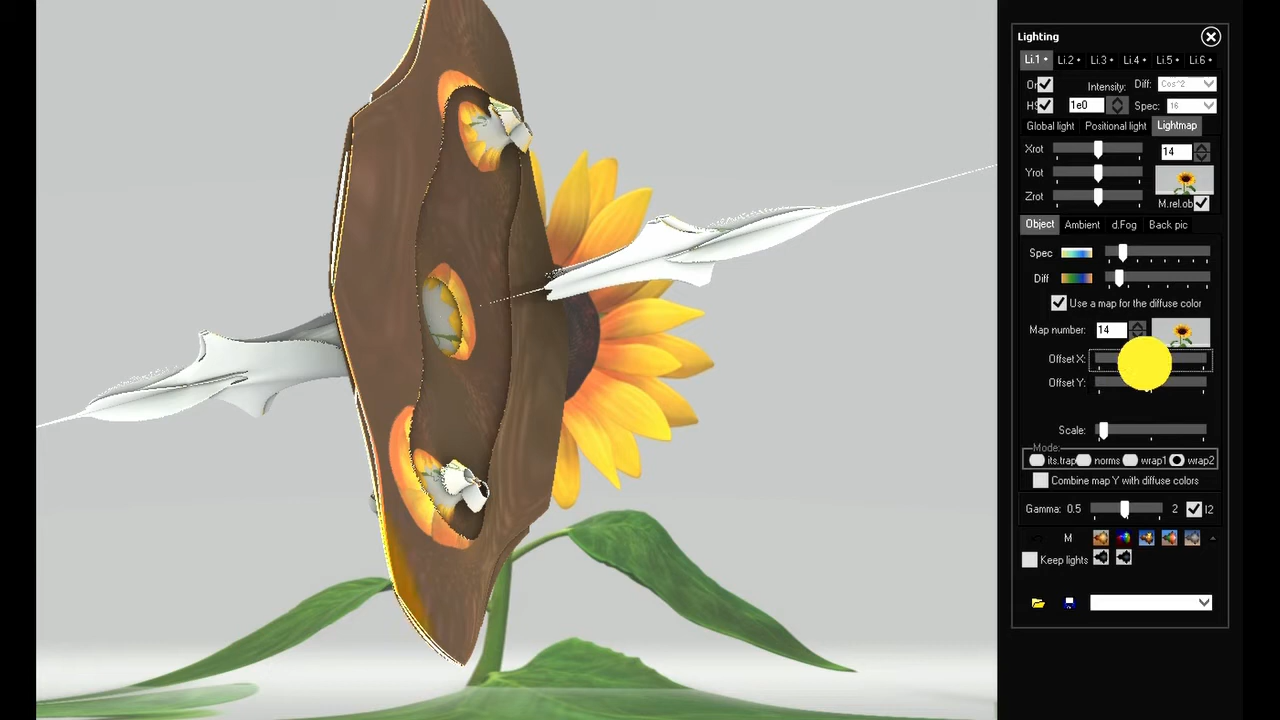 Lighting
Li.1 Li.2 Li.3 Li.4 Li.5 Li.6
Intensity: Diff: Cos^2
1e0 Spec: 16
Global light Positional light Lightmap
Xrot 14
Yrot
Zrot M.rel.ob
Object Ambient d.Fog Back pic
Spec
Diff
Use a map for the diffuse color
Map number: 14
Offset X:
Offset Y:
Scale:
Mode:
its.trap norms wrap1 wrap2
Combine map Y with diffuse colors
Gamma: 0.5 2 I2
M
Keep lights